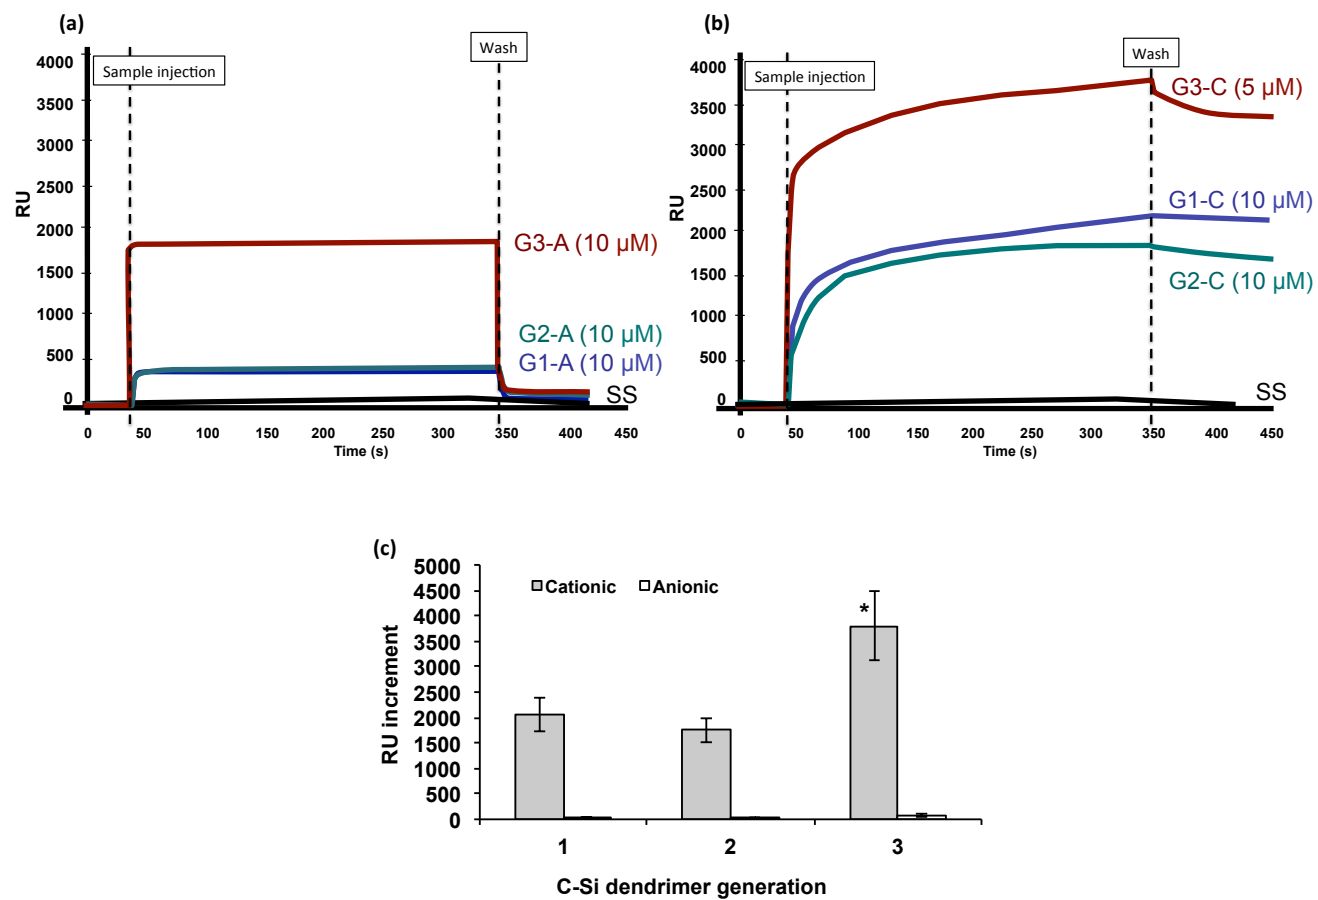 (a)
Wash
Sample injection
4000
3500
3000
2500
2000
1500
1000
500
0
RU
G3-A (10 µM)
G2-A (10 µM)
G1-A (10 µM)
SS
0 50 100 150 200 250 300 350 400 450
Time (s)
(b)
Wash
Sample injection
4000
3500
3000
2500
2000
1500
1000
500
0
RU
G3-C (5 µM)
G1-C (10 µM)
G2-C (10 µM)
SS
0 50 100 150 200 250 300 350 400 450
Time (s)
(c)
5000
4500
4000
3500
3000
2500
2000
1500
1000
500
0
RU increment
Cationic Anionic
*
1 2 3
C-Si dendrimer generation